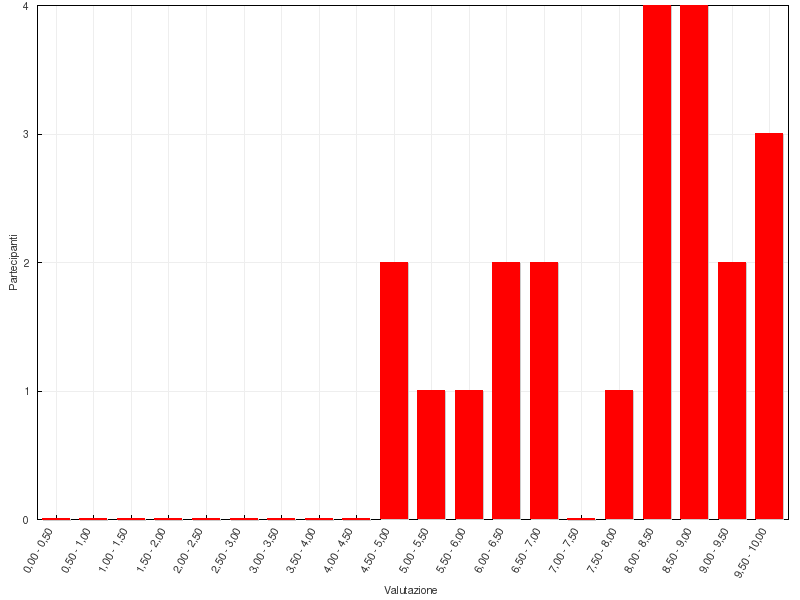 4
3
2
1
0
Partecipanti
0.00 - 0.50
0.50 - 1.00
1.00 - 1.50
1.50 - 2.00
2.00 - 2.50
2.50 - 3.00
3.00 - 3.50
3.50 - 4.00
4.00 - 4.50
4.50 - 5.00
5.00 - 5.50
5.50 - 6.00
6.00 - 6.50
6.50 - 7.00
7.00 - 7.50
7.50 - 8.00
8.00 - 8.50
8.50 - 9.00
9.00 - 9.50
9.50 - 10.00
Valutazione